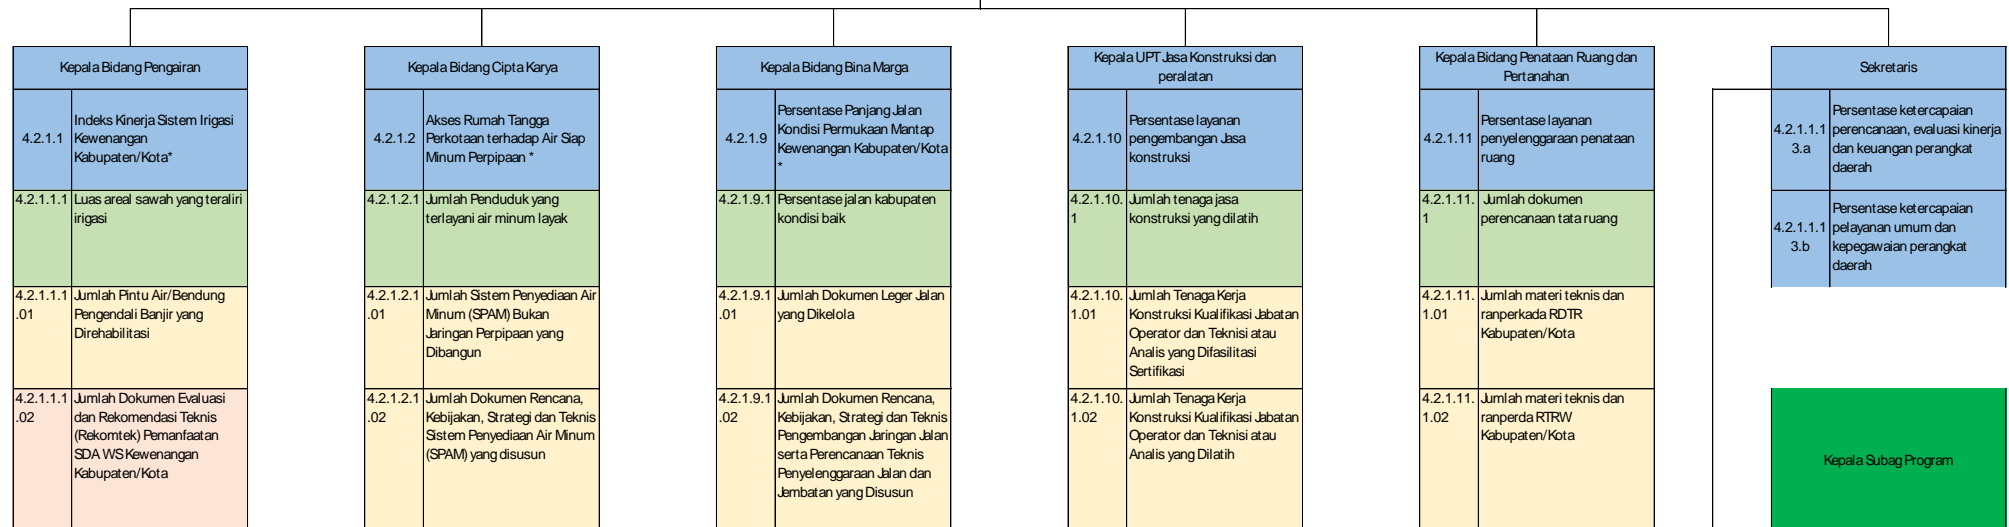 Kepala Bidang Pengairan
4.2.1.1
Indeks Kinerja Sistem Irigasi
Kewenangan
Kabupaten/Kota*
4.2.1.1.1
Luas areal sawah yang teraliri
irigasi
4.2.1.1.1
.01
Jumlah Pintu Air/Bendung
Pengendali Banjir yang
Direhabilitasi
4.2.1.1.1
.02
Jumlah Dokumen Evaluasi
dan Rekomendasi Teknis
(Rekomtek) Pemanfaatan
SDA WS Kewenangan
Kabupaten/Kota
Kepala Bidang Cipta Karya
4.2.1.2
Akses Rumah Tangga
Perkotaan terhadap Air Siap
Minum Perpipaan *
4.2.1.2.1
Jumlah Penduduk yang
terlayani air minum layak
4.2.1.2.1
.01
Jumlah Sistem Penyediaan Air
Minum (SPAM) Bukan
Jaringan Perpipaan yang
Dibangun
4.2.1.2.1
.02
Jumlah Dokumen Rencana,
Kebijakan, Strategi dan Teknis
Sistem Penyediaan Air Minum
(SPAM) yang disusun
Kepala Bidang Bina Marga
4.2.1.9
Persentase Panjang Jalan
Kondisi Permukaan Mantap
Kewenangan Kabupaten/Kota
*
4.2.1.9.1
Persentase jalan kabupaten
kondisi baik
4.2.1.9.1
.01
Jumlah Dokumen Leger Jalan
yang Dikelola
4.2.1.9.1
.02
Jumlah Dokumen Rencana,
Kebijakan, Strategi dan Teknis
Pengembangan Jaringan Jalan
serta Perencanaan Teknis
Penyelenggaraan Jalan dan
Jembatan yang Disusun
Kepala UPT Jasa Konstruksi dan
peralatan
4.2.1.10
Persentase layanan
pengembangan Jasa
konstruksi
4.2.1.10.
1
Jumlah tenaga jasa
konstruksi yang dilatih
4.2.1.10.
1.01
Jumlah Tenaga Kerja
Konstruksi Kualifikasi Jabatan
Operator dan Teknisi atau
Analis yang Difasilitasi
Sertifikasi
4.2.1.10.
1.02
Jumlah Tenaga Kerja
Konstruksi Kualifikasi Jabatan
Operator dan Teknisi atau
Analis yang Dilatih
Kepala Bidang Penataan Ruang dan
Pertanahan
4.2.1.11
Persentase layanan
penyelenggaraan penataan
ruang
4.2.1.11.
1
Jumlah dokumen
perencanaan tata ruang
4.2.1.11.
1.01
Jumlah materi teknis dan
ranperkada RDTR
Kabupaten/Kota
4.2.1.11.
1.02
Jumlah materi teknis dan
ranperda RTRW
Kabupaten/Kota
Sekretaris
4.2.1.1.1
3.a
Persentase ketercapaian
perencanaan, evaluasi kinerja
dan keuangan perangkat
daerah
4.2.1.1.1
3.b
Persentase ketercapaian
pelayanan umum dan
kepegawaian perangkat
daerah
Kepala Subag Program